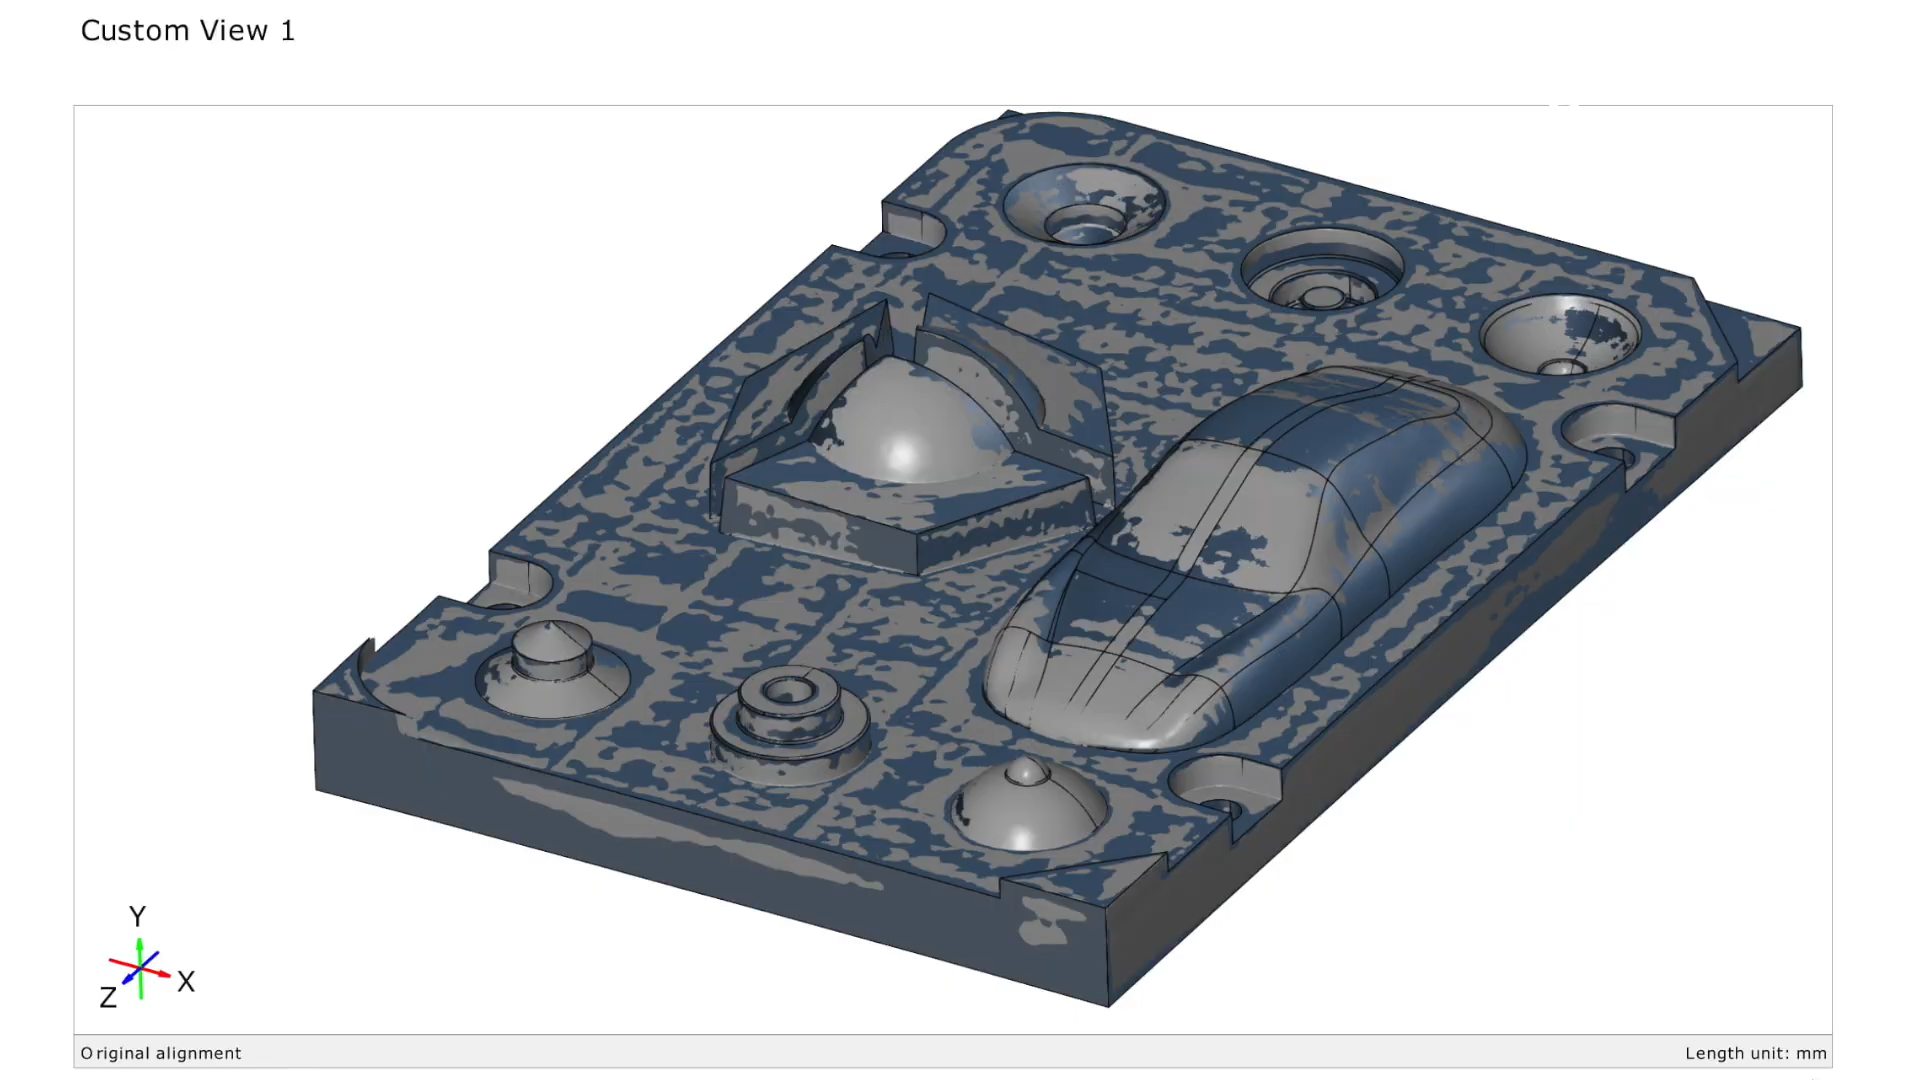 Custom View 1
Y
X
Z
Original alignment
Length unit: mm